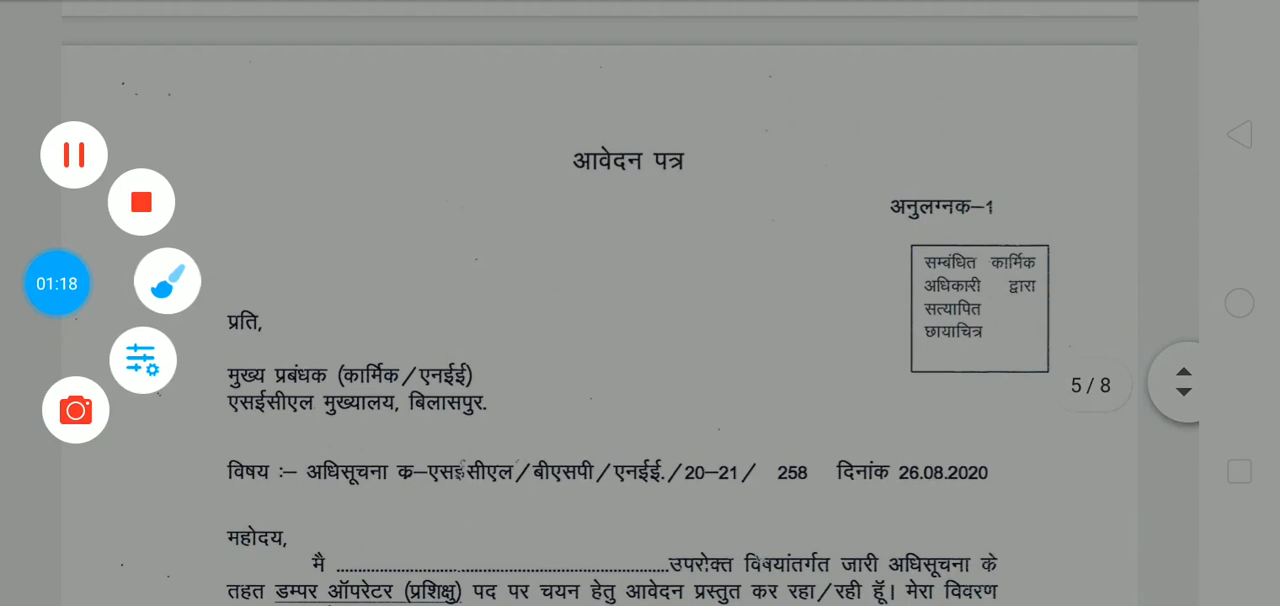 आवेदन पत्र
अनुलग्नक–1
सम्बंधित कार्मिक
अधिकारी द्वारा
सत्यापित
छायाचित्र
01:18
प्रति,
मुख्य प्रबंधक (कार्मिक/एनईई)
एसईसीएल मुख्यालय, बिलासपुर.
5 / 8
विषय :– अधिसूचना क–एसईसीएल/बीएसपी/एनईई./20–21/ 258 दिनांक 26.08.2020
महोदय,
मै ........................................................................उपरोक्त विषयांतर्गत जारी अधिसूचना के
तहत डम्पर ऑपरेटर (प्रशिक्षु) पद पर चयन हेतु आवेदन प्रस्तुत कर रहा/रही हूॅ। मेरा विवरण